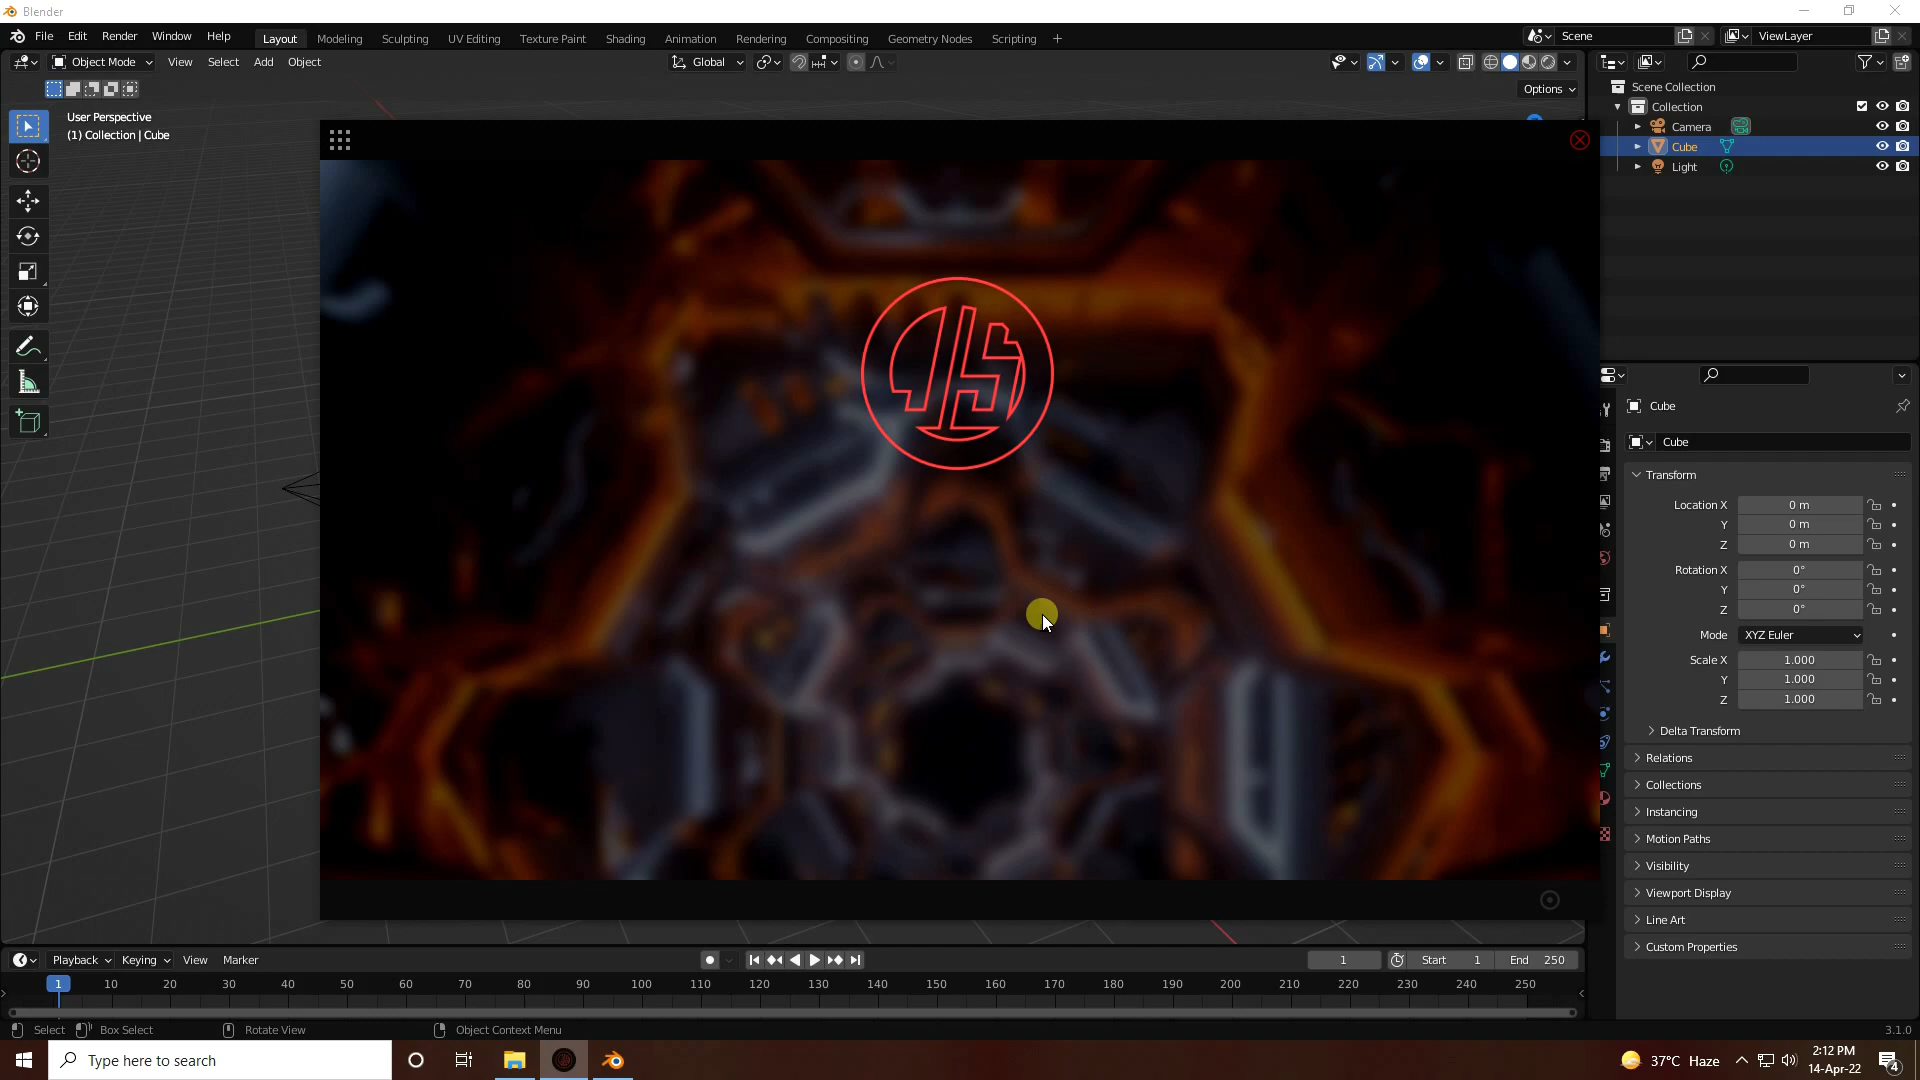 Blender
File Edit Render Window Help
Layout Modeling Sculpting UV Editing Texture Paint Shading Animation Rendering Compositing Geometry Nodes Scripting +
Scene
ViewLayer
Object Mode View Select Add Object
Global
Options
User Perspective
(1) Collection | Cube
Scene Collection
Collection
Camera
Cube
Light
Cube
Cube
Transform
Location X 0 m
Y 0 m
Z 0 m
Rotation X 0°
Y 0°
Z 0°
Mode XYZ Euler
Scale X 1.000
Y 1.000
Z 1.000
Delta Transform
Relations
Collections
Instancing
Motion Paths
Visibility
Viewport Display
Line Art
Custom Properties
Playback Keying View Marker
1 Start 1 End 250
1 10 20 30 40 50 60 70 80 90 100 110 120 130 140 150 160 170 180 190 200 210 220 230 240 250
Select Box Select Rotate View Object Context Menu
3.1.0
Type here to search
37°C Haze
2:12 PM
14-Apr-22
4